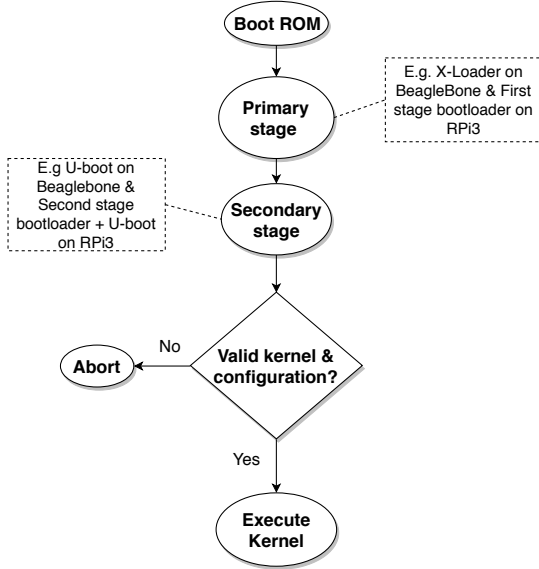 Boot ROM
E.g. X-Loader on
BeagleBone & First
stage bootloader on
RPi3
Primary
stage
E.g U-boot on
Beaglebone &
Second stage
bootloader + U-boot
on RPi3
Secondary
stage
Valid kernel &
configuration?
No
Abort
Yes
Execute
Kernel